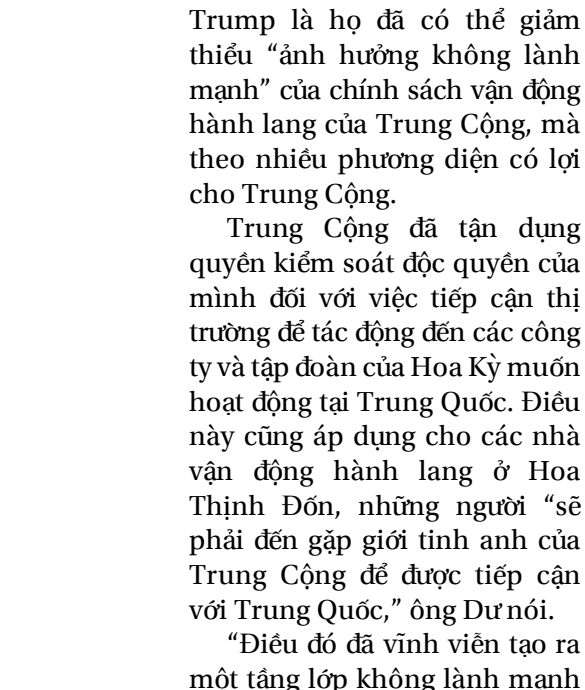 Trump là họ đã có thể giảm
thiểu “ảnh hưởng không lành
mạnh” của chính sách vận động
hành lang của Trung Cộng, mà
theo nhiều phương diện có lợi
cho Trung Cộng.
Trung Cộng đã tận dụng
quyền kiểm soát độc quyền của
mình đối với việc tiếp cận thị
trường để tác động đến các công
ty và tập đoàn của Hoa Kỳ muốn
hoạt động tại Trung Quốc. Điều
này cũng áp dụng cho các nhà
vận động hành lang ở Hoa
Thịnh Đốn, những người “sẽ
phải đến gặp giới tinh anh của
Trung Cộng để được tiếp cận
với Trung Quốc,” ông Dư nói.
“Điều đó đã vĩnh viễn tạo ra
một tầng lớp không lành mạnh